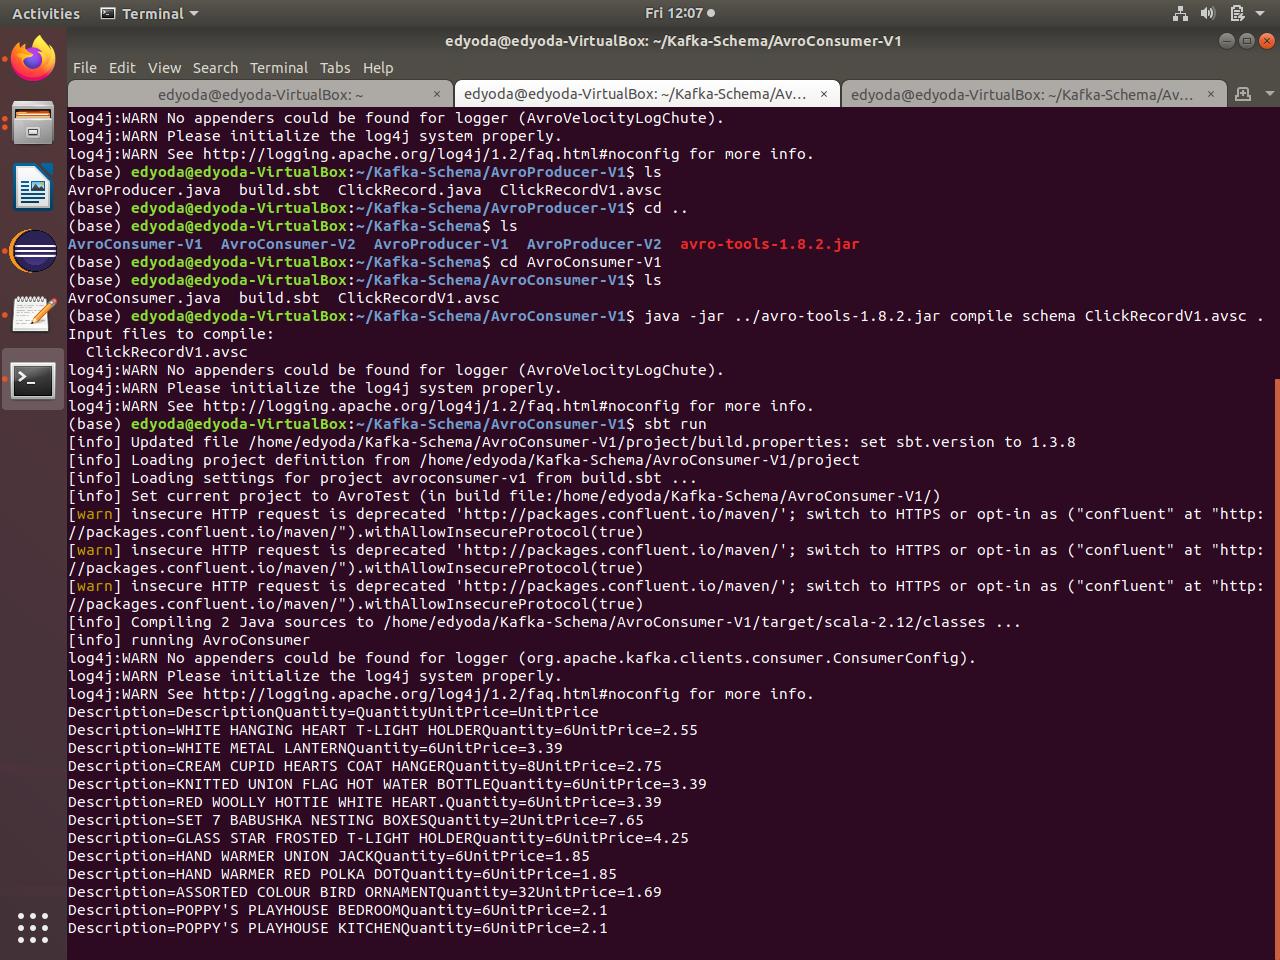 Activities Terminal Fri 12:07
edyoda@edyoda-VirtualBox: ~/Kafka-Schema/AvroConsumer-V1
File Edit View Search Terminal Tabs Help
edyoda@edyoda-VirtualBox: ~ × edyoda@edyoda-VirtualBox: ~/Kafka-Schema/Av... × edyoda@edyoda-VirtualBox: ~/Kafka-Schema/Av... ×
log4j:WARN No appenders could be found for logger (AvroVelocityLogChute).
log4j:WARN Please initialize the log4j system properly.
log4j:WARN See http://logging.apache.org/log4j/1.2/faq.html#noconfig for more info.
(base) edyoda@edyoda-VirtualBox:~/Kafka-Schema/AvroProducer-V1$ ls
AvroProducer.java  build.sbt  ClickRecord.java  ClickRecordV1.avsc
(base) edyoda@edyoda-VirtualBox:~/Kafka-Schema/AvroProducer-V1$ cd ..
(base) edyoda@edyoda-VirtualBox:~/Kafka-Schema$ ls
AvroConsumer-V1  AvroConsumer-V2  AvroProducer-V1  AvroProducer-V2  avro-tools-1.8.2.jar
(base) edyoda@edyoda-VirtualBox:~/Kafka-Schema$ cd AvroConsumer-V1
(base) edyoda@edyoda-VirtualBox:~/Kafka-Schema/AvroConsumer-V1$ ls
AvroConsumer.java  build.sbt  ClickRecordV1.avsc
(base) edyoda@edyoda-VirtualBox:~/Kafka-Schema/AvroConsumer-V1$ java -jar ../avro-tools-1.8.2.jar compile schema ClickRecordV1.avsc .
Input files to compile:
  ClickRecordV1.avsc
log4j:WARN No appenders could be found for logger (AvroVelocityLogChute).
log4j:WARN Please initialize the log4j system properly.
log4j:WARN See http://logging.apache.org/log4j/1.2/faq.html#noconfig for more info.
(base) edyoda@edyoda-VirtualBox:~/Kafka-Schema/AvroConsumer-V1$ sbt run
[info] Updated file /home/edyoda/Kafka-Schema/AvroConsumer-V1/project/build.properties: set sbt.version to 1.3.8
[info] Loading project definition from /home/edyoda/Kafka-Schema/AvroConsumer-V1/project
[info] Loading settings for project avroconsumer-v1 from build.sbt ...
[info] Set current project to AvroTest (in build file:/home/edyoda/Kafka-Schema/AvroConsumer-V1/)
[warn] insecure HTTP request is deprecated 'http://packages.confluent.io/maven/'; switch to HTTPS or opt-in as ("confluent" at "http:
//packages.confluent.io/maven/").withAllowInsecureProtocol(true)
[warn] insecure HTTP request is deprecated 'http://packages.confluent.io/maven/'; switch to HTTPS or opt-in as ("confluent" at "http:
//packages.confluent.io/maven/").withAllowInsecureProtocol(true)
[warn] insecure HTTP request is deprecated 'http://packages.confluent.io/maven/'; switch to HTTPS or opt-in as ("confluent" at "http:
//packages.confluent.io/maven/").withAllowInsecureProtocol(true)
[info] Compiling 2 Java sources to /home/edyoda/Kafka-Schema/AvroConsumer-V1/target/scala-2.12/classes ...
[info] running AvroConsumer
log4j:WARN No appenders could be found for logger (org.apache.kafka.clients.consumer.ConsumerConfig).
log4j:WARN Please initialize the log4j system properly.
log4j:WARN See http://logging.apache.org/log4j/1.2/faq.html#noconfig for more info.
Description=DescriptionQuantity=QuantityUnitPrice=UnitPrice
Description=WHITE HANGING HEART T-LIGHT HOLDERQuantity=6UnitPrice=2.55
Description=WHITE METAL LANTERNQuantity=6UnitPrice=3.39
Description=CREAM CUPID HEARTS COAT HANGERQuantity=8UnitPrice=2.75
Description=KNITTED UNION FLAG HOT WATER BOTTLEQuantity=6UnitPrice=3.39
Description=RED WOOLLY HOTTIE WHITE HEART.Quantity=6UnitPrice=3.39
Description=SET 7 BABUSHKA NESTING BOXESQuantity=2UnitPrice=7.65
Description=GLASS STAR FROSTED T-LIGHT HOLDERQuantity=6UnitPrice=4.25
Description=HAND WARMER UNION JACKQuantity=6UnitPrice=1.85
Description=HAND WARMER RED POLKA DOTQuantity=6UnitPrice=1.85
Description=ASSORTED COLOUR BIRD ORNAMENTQuantity=32UnitPrice=1.69
Description=POPPY'S PLAYHOUSE BEDROOMQuantity=6UnitPrice=2.1
Description=POPPY'S PLAYHOUSE KITCHENQuantity=6UnitPrice=2.1